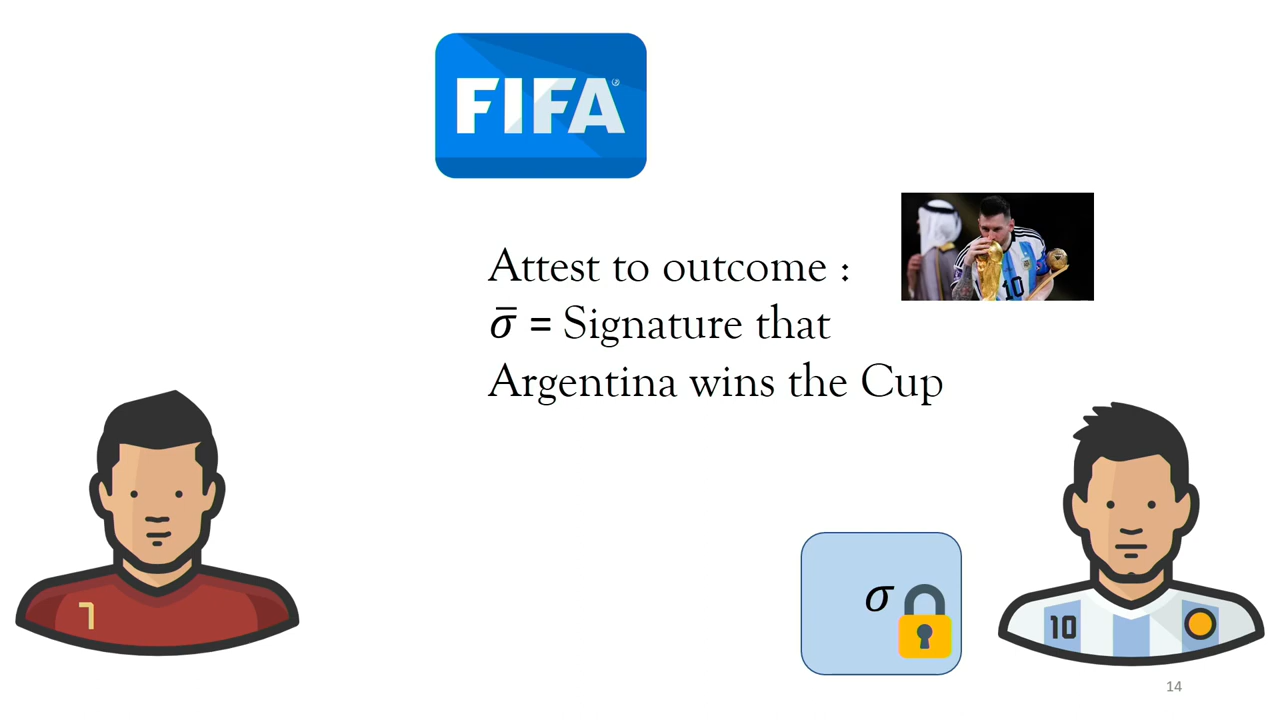 FIFA
Attest to outcome :
σ̄ = Signature that
Argentina wins the Cup
10
7
σ
10
14